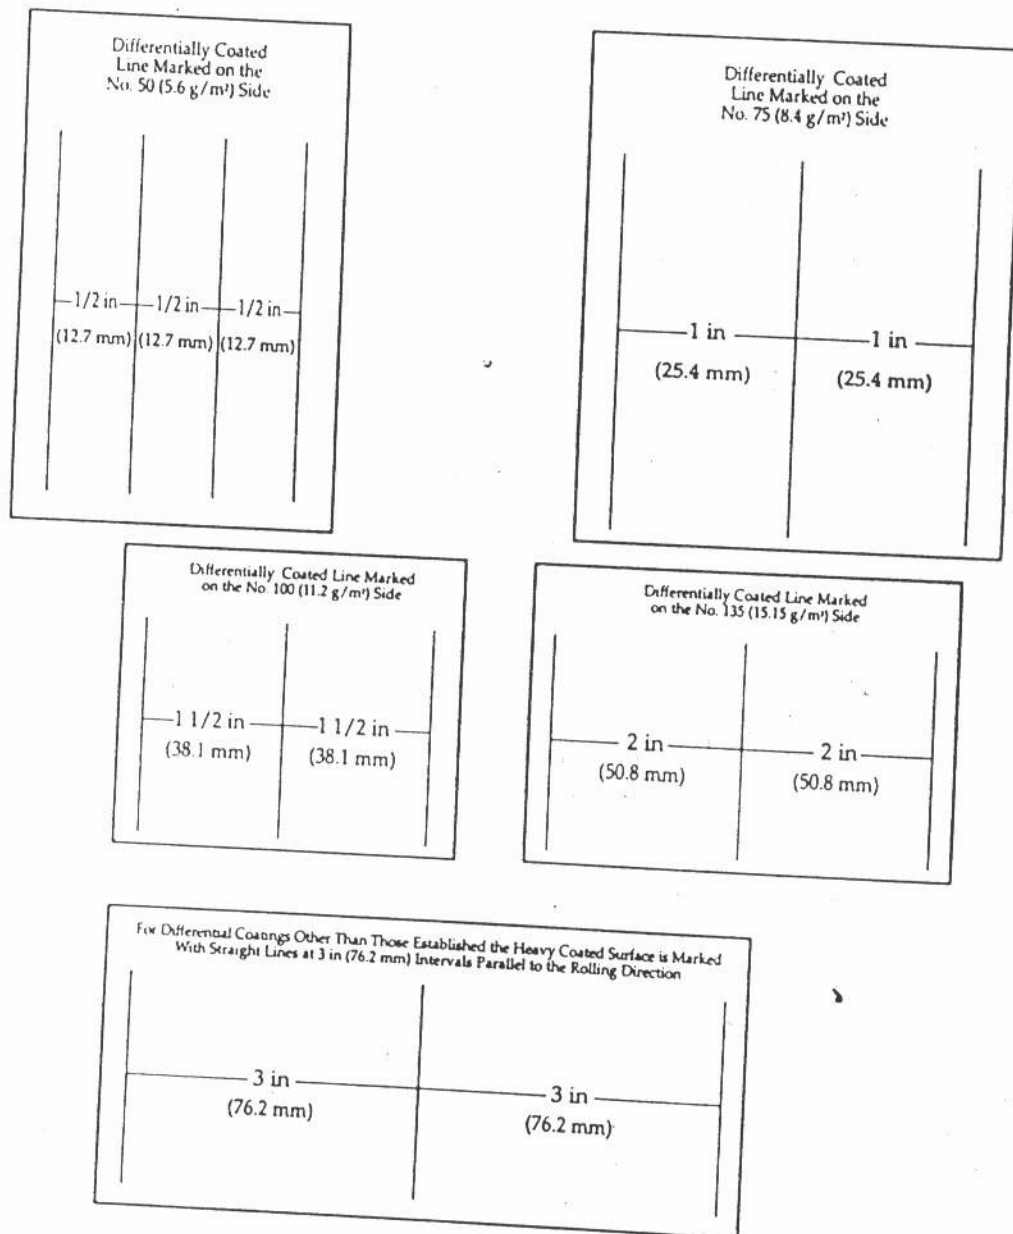 Differentially Coated
Line Marked on the
No. 50 (5.6 g/m²) Side
1/2 in 1/2 in 1/2 in
(12.7 mm) (12.7 mm) (12.7 mm)
Differentially Coated
Line Marked on the
No. 75 (8.4 g/m²) Side
1 in 1 in
(25.4 mm) (25.4 mm)
Differentially Coated Line Marked
on the No. 100 (11.2 g/m²) Side
1 1/2 in 1 1/2 in
(38.1 mm) (38.1 mm)
Differentially Coated Line Marked
on the No. 135 (15.15 g/m²) Side
2 in 2 in
(50.8 mm) (50.8 mm)
For Differential Coatings Other Than Those Established the Heavy Coated Surface is Marked
With Straight Lines at 3 in (76.2 mm) Intervals Parallel to the Rolling Direction
3 in 3 in
(76.2 mm) (76.2 mm)